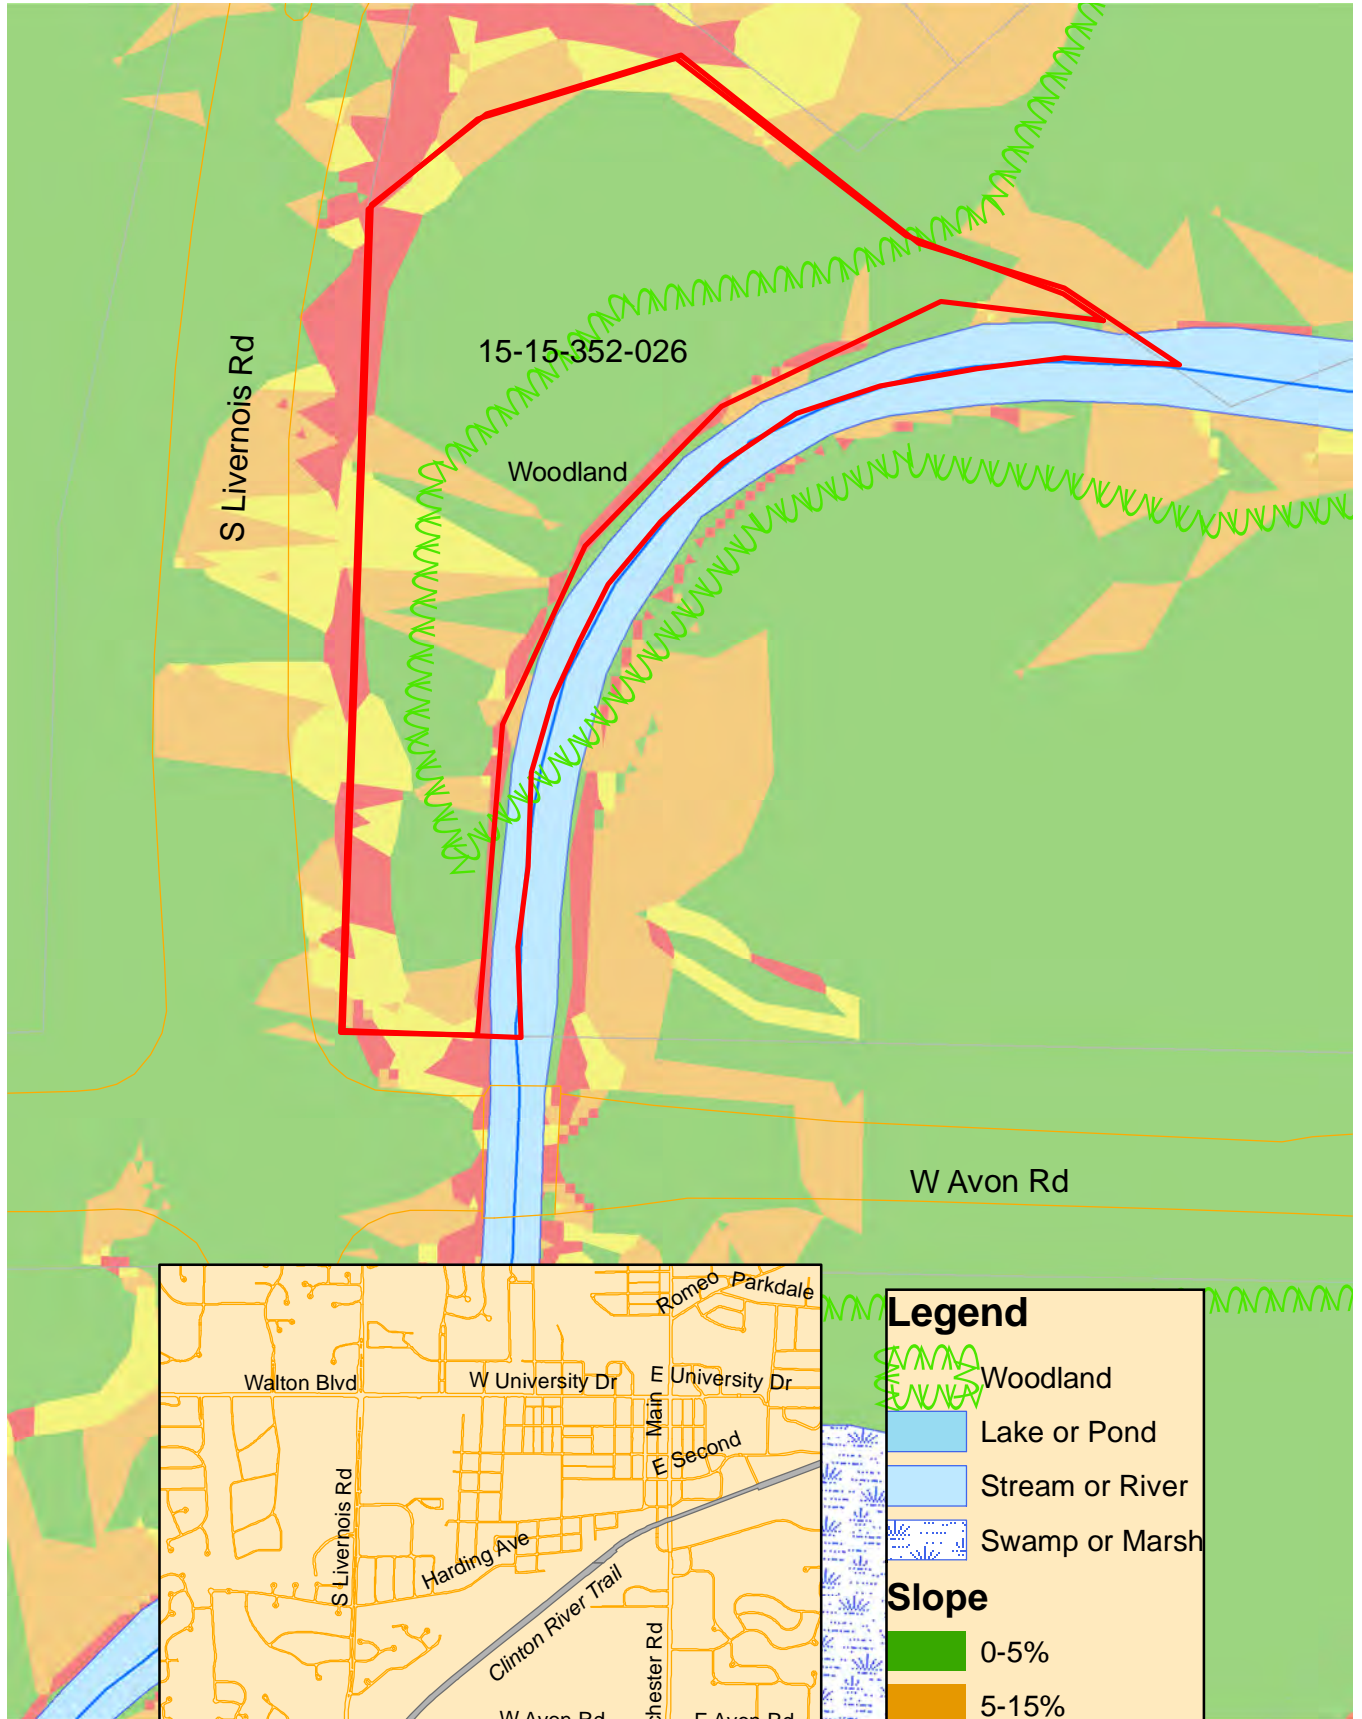 15-15-352-026
S Livernois Rd
Woodland
W Avon Rd
Romeo
Parkdale
Walton Blvd
W University Dr
Main
E University Dr
E Second
S Livernois Rd
Harding Ave
Clinton River Trail
chester Rd
W Avon Rd
E Avon Rd
Legend
Woodland
Lake or Pond
Stream or River
Swamp or Marsh
Slope
0-5%
5-15%